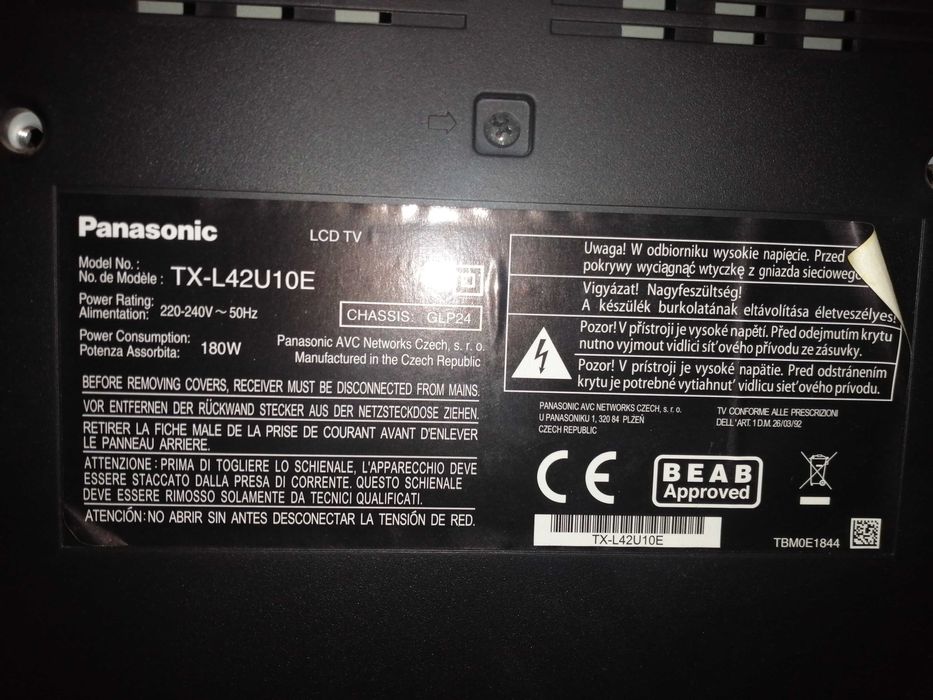 Panasonic
LCD TV
Model No.:
No. de Modèle: TX-L42U10E
Power Rating:
Alimentation: 220-240V ~ 50Hz
CHASSIS: GLP24
Power Consumption:
Potenza Assorbita: 180W
Panasonic AVC Networks Czech, s. r. o.
Manufactured in the Czech Republic
BEFORE REMOVING COVERS, RECEIVER MUST BE DISCONNECTED FROM MAINS.
VOR ENTFERNEN DER RÜCKWAND STECKER AUS DER NETZSTECKDOSE ZIEHEN.
RETIRER LA FICHE MALE DE LA PRISE DE COURANT AVANT D'ENLEVER
LE PANNEAU ARRIERE.
ATTENZIONE: PRIMA DI TOGLIERE LO SCHIENALE, L'APPARECCHIO DEVE
ESSERE STACCATO DALLA PRESA DI CORRENTE. QUESTO SCHIENALE
DEVE ESSERE RIMOSSO SOLAMENTE DA TECNICI QUALIFICATI.
ATENCIÓN: NO ABRIR SIN ANTES DESCONECTAR LA TENSIÓN DE RED.
Uwaga! W odbiorniku wysokie napięcie. Przed
pokrywy wyciągnąć wtyczkę z gniazda
Vigyázat! Nagyfeszültség!
A készülék burkolatának eltávolítása életveszélyes!
Pozor! V přístroji je vysoké napětí. Před odejmutím krytu
nutno vyjmout vidlici síť'ového přívodu ze zásuvky.
Pozor! V prístroji je vysoké napätie. Pred odstránením
krytu je potrebné vytiahnut' vidlicu siet'ového prívodu.
PANASONIC AVC NETWORKS CZECH, s. r. o.
U PANASONIKU 1, 320 84 PLZEŇ
CZECH REPUBLIC
TV CONFORME ALLE PRESCRIZIONI
DELL'ART. 1 D.M. 26/03/92
CE
BEAB
Approved
TX-L42U10E
TBM0E1844